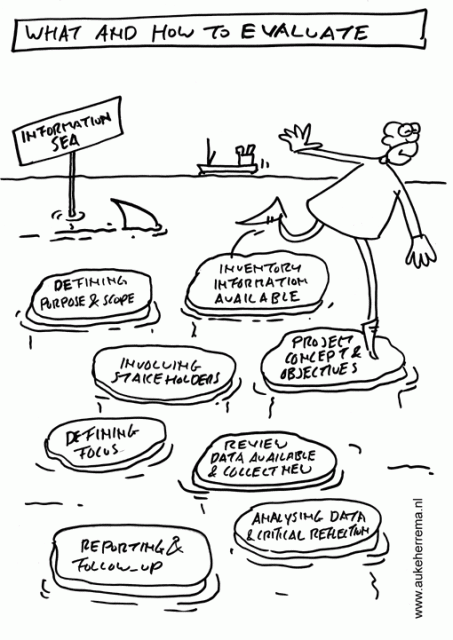 WHAT AND HOW TO EVALUATE
INFORMATION
SEA
DEFINING
PURPOSE & SCOPE
INVENTORY
INFORMATION
AVAILABLE
INVOLVING
STAKEHOLDERS
PROJECT
CONCEPT &
OBJECTIVES
DEFINING
FOCUS
REVIEW
DATA AVAILABLE
& COLLECT NEW
ANALYSING DATA
& CRITICAL REFLECTION
REPORTING &
FOLLOW-UP
www.aukeherrema.nl